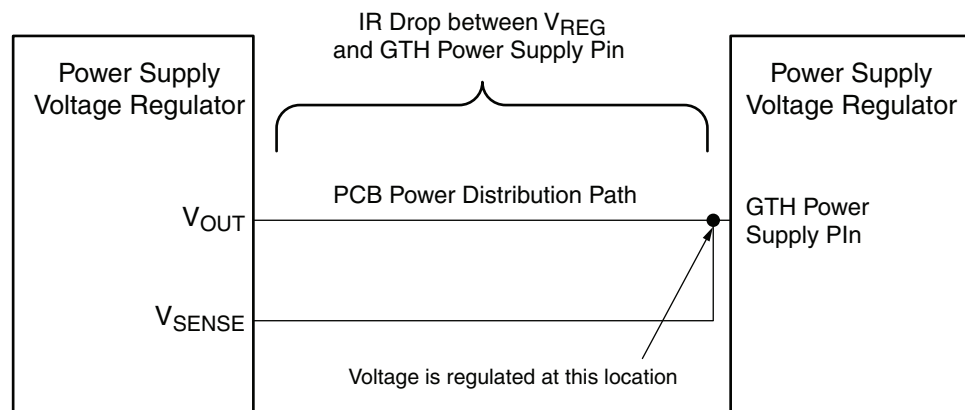 IR Drop between VREG
and GTH Power Supply Pin
Power Supply
Voltage Regulator
Power Supply
Voltage Regulator
PCB Power Distribution Path
VOUT
GTH Power
Supply PIn
VSENSE
Voltage is regulated at this location